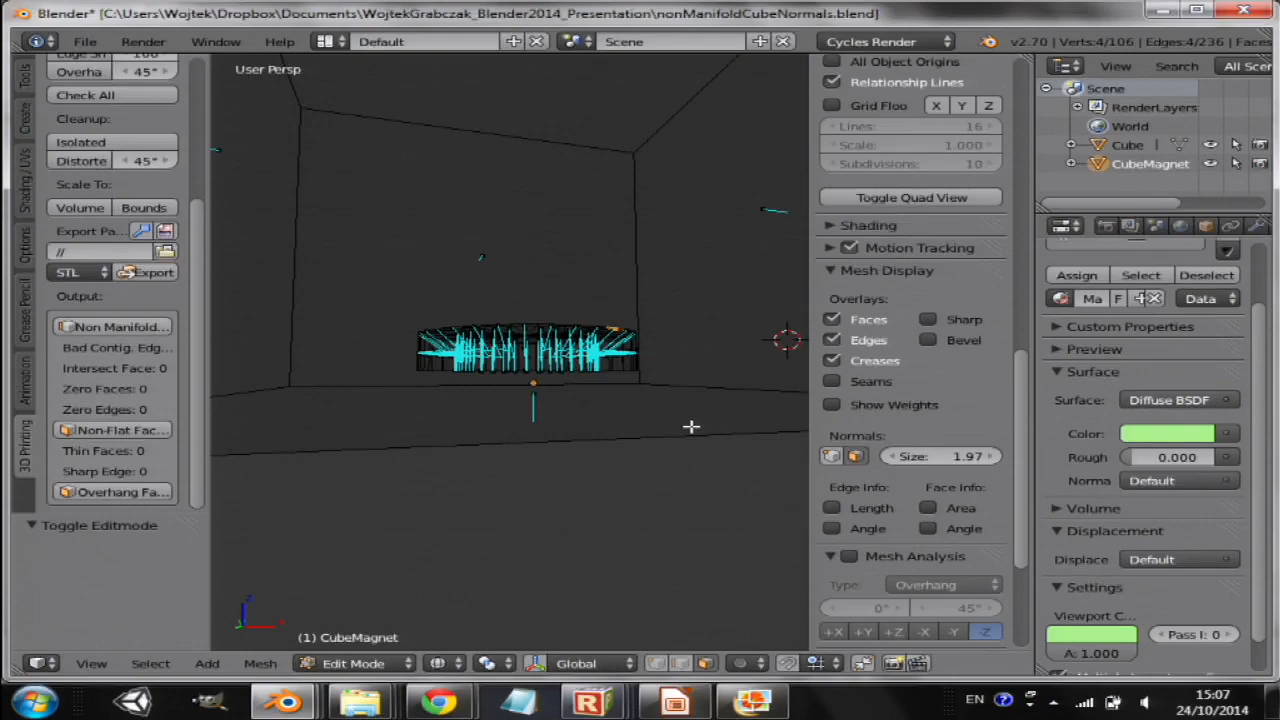 Blender* [C:\Users\Wojtek\Dropbox\Documents\WojtekGrabczak_Blender2014_Presentation\nonManifoldCubeNormals.blend]
File Render Window Help Default Scene Cycles Render v2.70 | Verts:4/106 | Edges:4/236 | Faces
Tools
Create
Shading / UVs
Options
Grease Pencil
Animation
3D Printing
Overha 45°
Check All
Cleanup:
Isolated
Distorte 45°
Scale To:
Volume Bounds
Export Pa...
//
STL Export
Output:
Non Manifold...
Bad Contig. Edg...
Intersect Face: 0
Zero Faces: 0
Zero Edges: 0
Non-Flat Fac...
Thin Faces: 0
Sharp Edge: 0
Overhang Fa...
Toggle Editmode
User Persp
(1) CubeMagnet
View Select Add Mesh Edit Mode Global
All Object Origins
Relationship Lines
Grid Floo X Y Z
Lines: 16
Scale: 1.000
Subdivisions: 10
Toggle Quad View
Shading
Motion Tracking
Mesh Display
Overlays:
Faces Sharp
Edges Bevel
Creases
Seams
Show Weights
Normals:
Size: 1.97
Edge Info: Face Info:
Length Area
Angle Angle
Mesh Analysis
Type: Overhang
0° 45°
+X +Y +Z -X -Y -Z
View Search All Scer
Scene
RenderLayers
World
Cube
CubeMagnet
Assign Select Deselect
Ma F Data
Custom Properties
Preview
Surface
Surface: Diffuse BSDF
Color:
Rough 0.000
Norma Default
Volume
Displacement
Displace Default
Settings
Viewport C...
Pass I: 0
A: 1.000
EN 15:07
24/10/2014